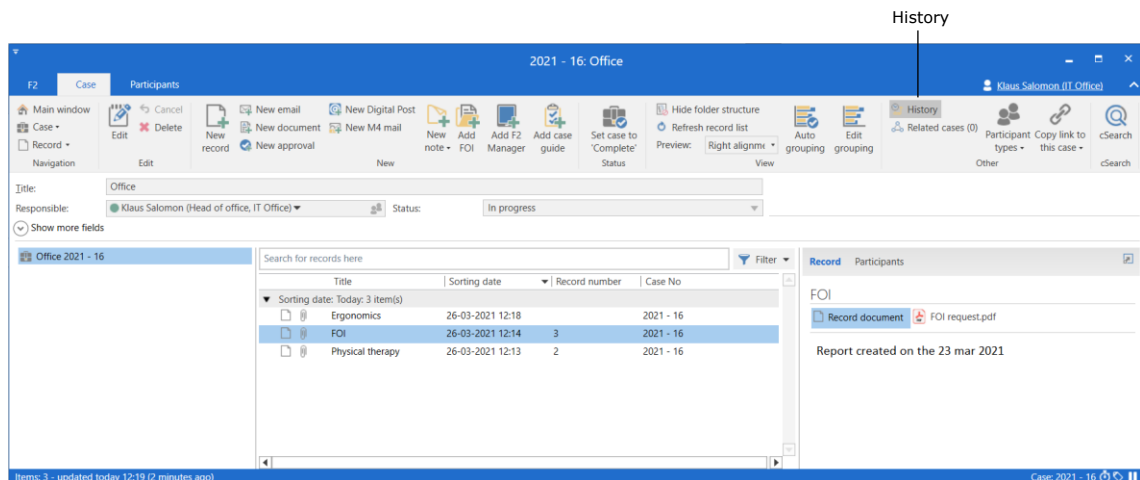 History
2021 - 16: Office
F2 Case Participants Klaus Salomon (IT Office)
Main window Cancel New email New Digital Post Hide folder structure History
Case Delete New document New M4 mail Refresh record list Related cases (0)
Record Edit New record New approval New note Add FOI Add F2 Manager Add case guide Set case to 'Complete' Preview: Right alignme Auto grouping Edit grouping Participant types Copy link to this case cSearch
Navigation Edit New Status View Other cSearch
Title: Office
Responsible: Klaus Salomon (Head of office, IT Office) Status: In progress
Show more fields
Office 2021 - 16 Search for records here Filter Record Participants
Title Sorting date Record number Case No
Sorting date: Today: 3 item(s)
FOI
Ergonomics 26-03-2021 12:18 2021 - 16
Record document FOI request.pdf
FOI 26-03-2021 12:14 3 2021 - 16
Physical therapy 26-03-2021 12:13 2 2021 - 16
Report created on the 23 mar 2021
Items: 3 - updated today 12:19 (2 minutes ago) Case: 2021 - 16